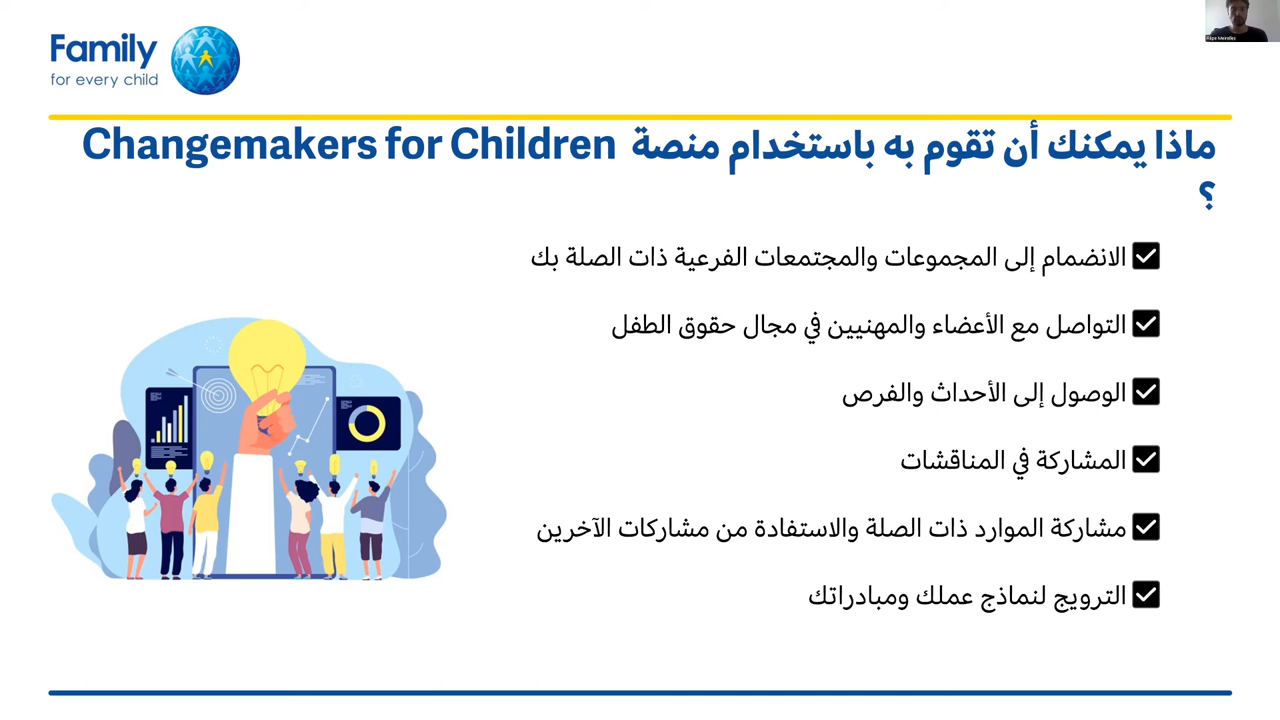 Family
for every child
ماذا يمكنك أن تقوم به باستخدام منصة Changemakers for Children
؟
الانضمام إلى المجموعات والمجتمعات الفرعية ذات الصلة بك
التواصل مع الأعضاء والمهنيين في مجال حقوق الطفل
الوصول إلى الأحداث والفرص
المشاركة في المناقشات
مشاركة الموارد ذات الصلة والاستفادة من مشاركات الآخرين
الترويج لنماذج عملك ومبادراتك